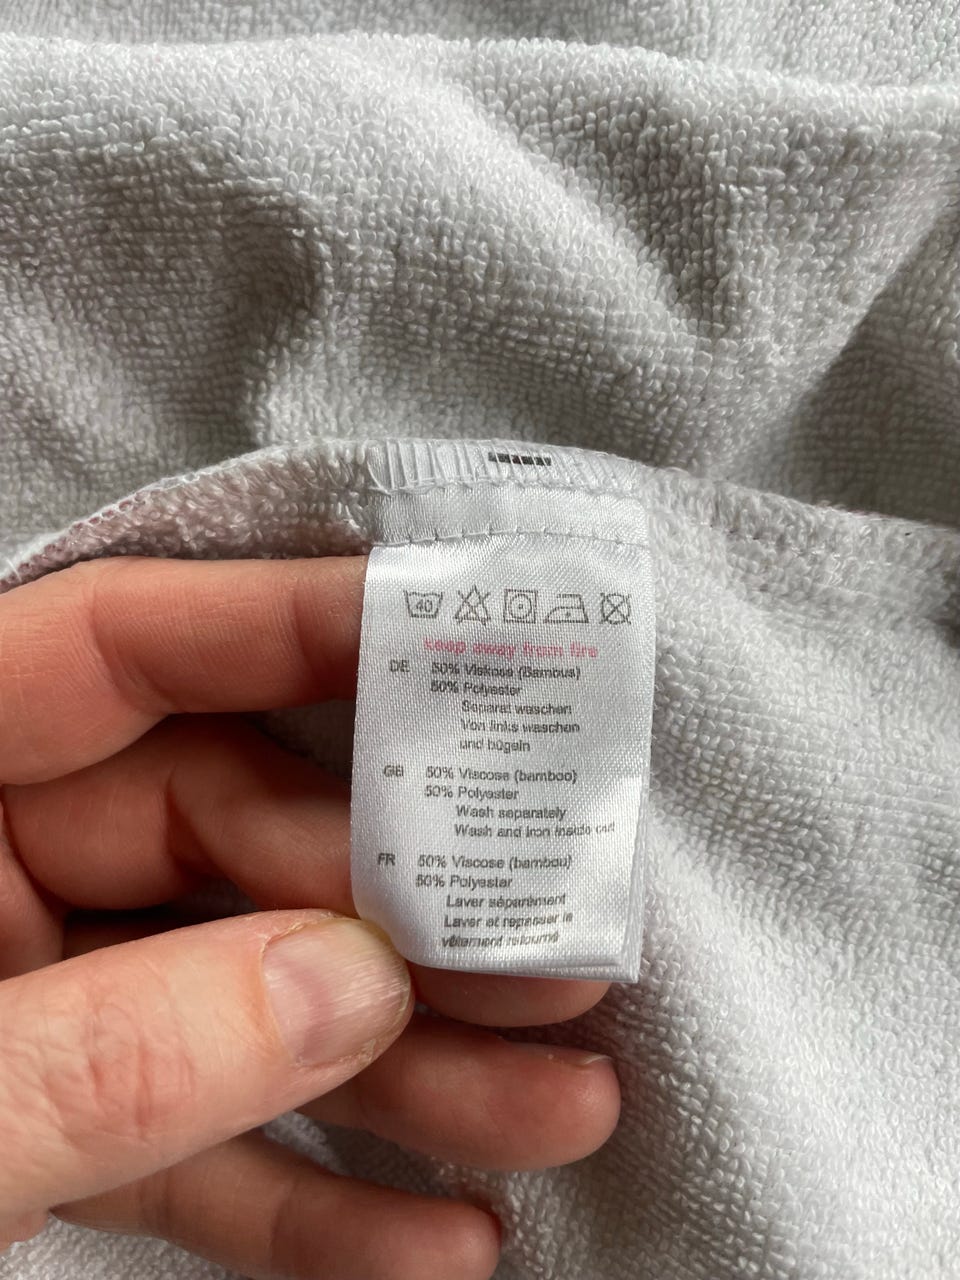 40
keep away from fire
DE 50% Viskose (Bambus)
50% Polyester
Separat waschen
Von links waschen
und bügeln
GB 50% Viscose (bamboo)
50% Polyester
Wash separately
Wash and iron inside out
FR 50% Viscose (bambou)
50% Polyester
Laver séparément
Laver et repasser le
vêtement retourné